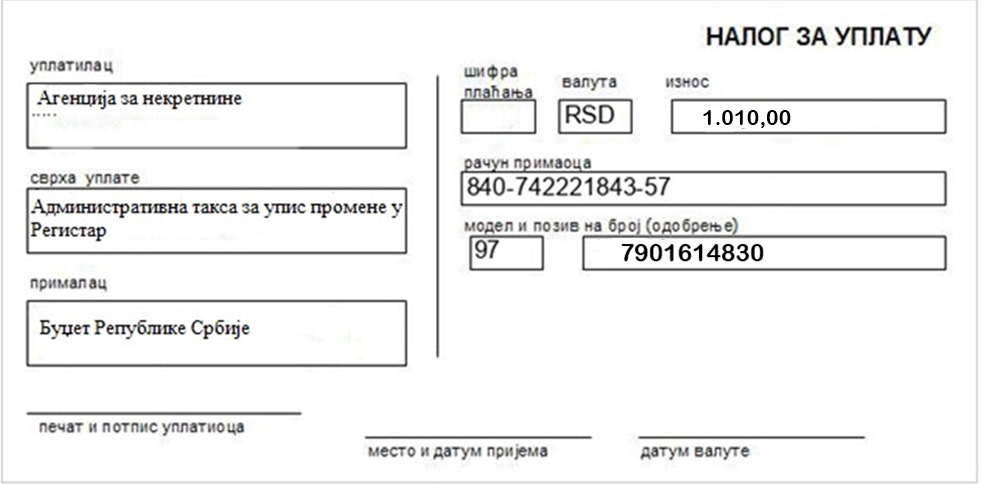 НАЛОГ ЗА УПЛАТУ
уплатилац
Агенција за некретнине
.....
сврха уплате
Административна такса за упис промене у
Регистар
прималац
Буџет Републике Србије
печат и потпис уплатиоца
шифра
плаћања
валута
износ
RSD
1.010,00
рачун примаоца
840-742221843-57
модел и позив на број (одобрење)
97
7901614830
место и датум пријема
датум валуте